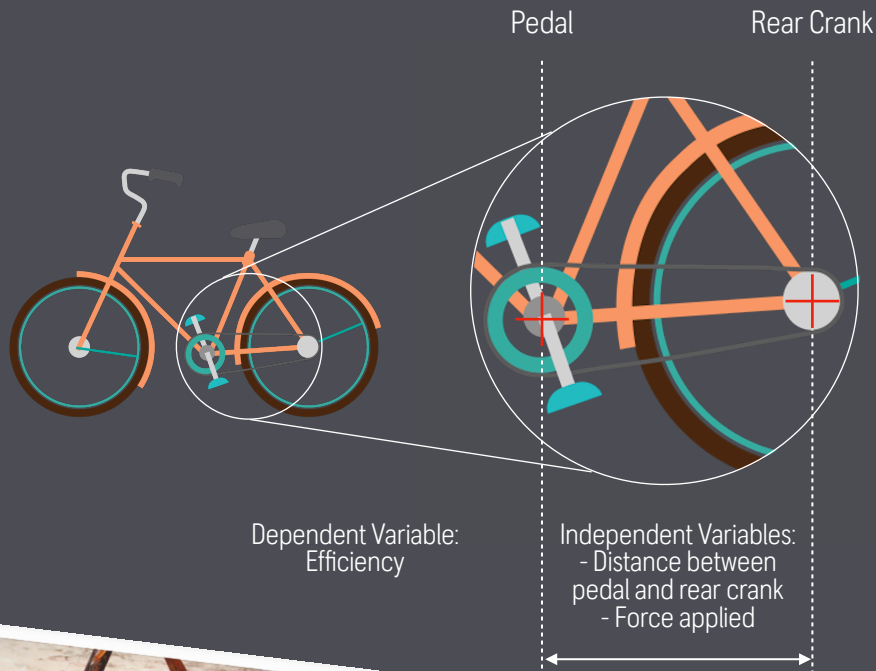 Pedal
Rear Crank
Dependent Variable:
Efficiency
Independent Variables:
- Distance between
pedal and rear crank
- Force applied